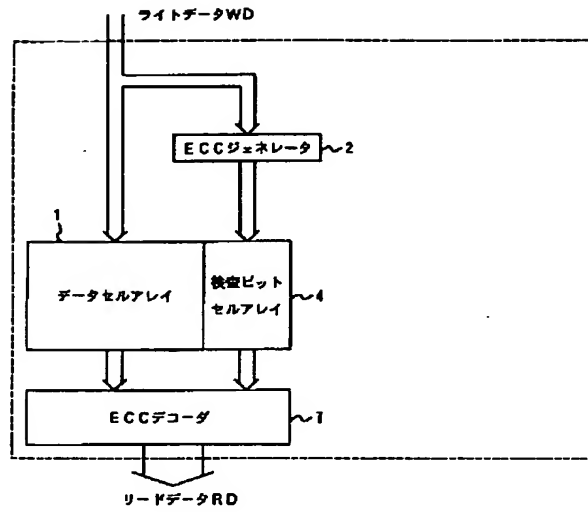 ライトデータWD
ECCジェネレータ
2
1
データセルアレイ
検査ビット
セルアレイ
4
ECCデコーダ
7
リードデータRD